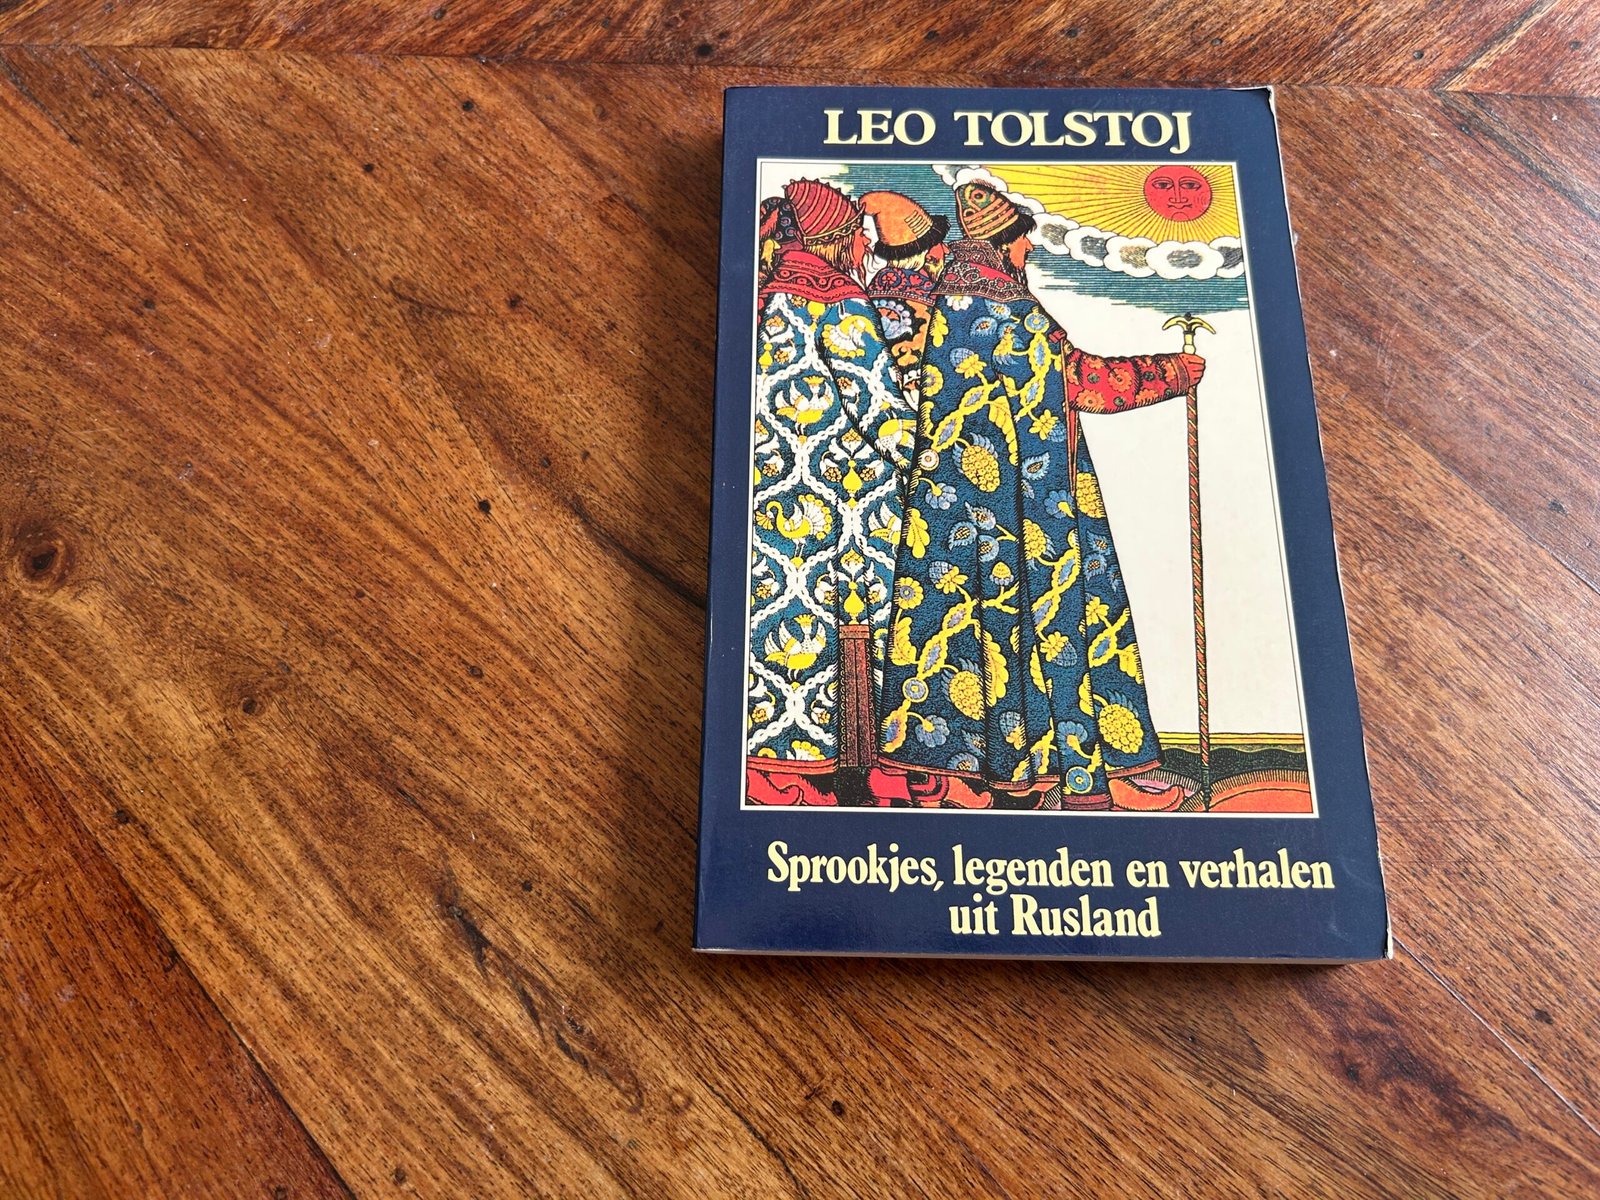 LEO TOLSTOJ
Sprookjes, legenden en verhalen
uit Rusland